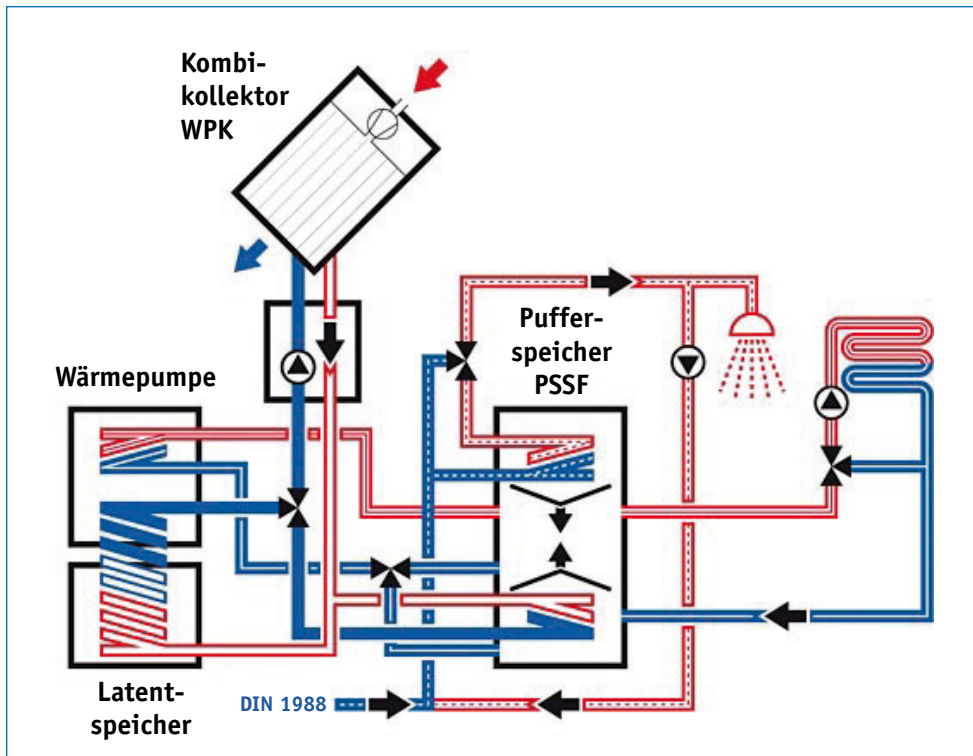 Kombi-
kollektor
WPK
Wärmepumpe
Puffer-
speicher
PSSF
Latent-
speicher
DIN 1988